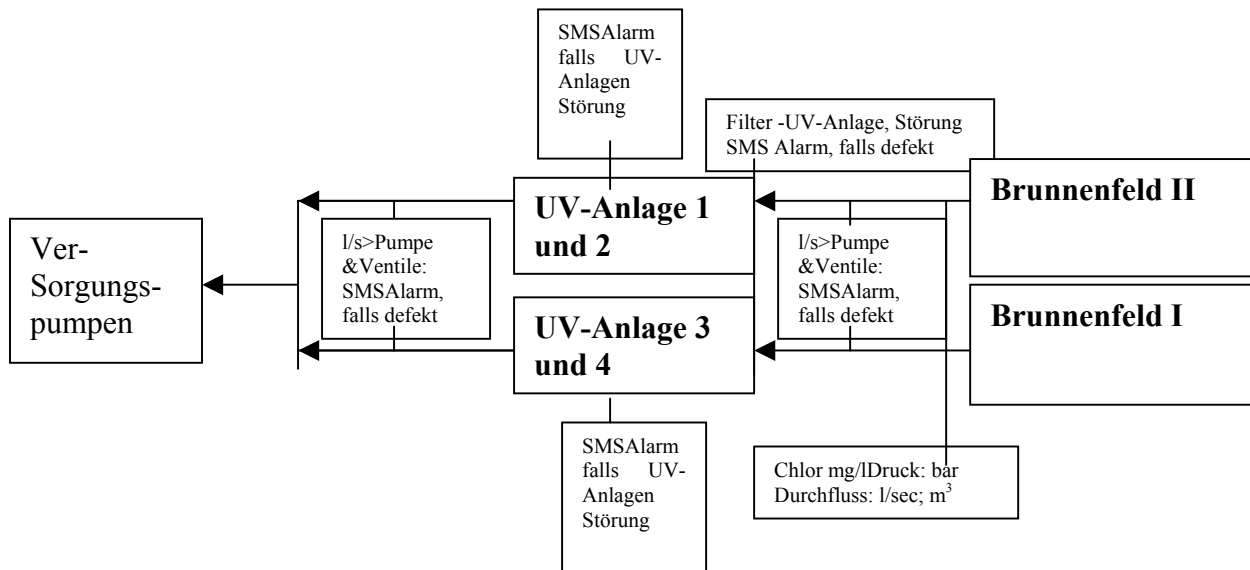 SMSAlarm
falls UV-
Anlagen
Störung
Filter -UV-Anlage, Störung
SMS Alarm, falls defekt
Brunnenfeld II
UV-Anlage 1
und 2
l/s>Pumpe
&Ventile:
SMSAlarm,
falls defekt
l/s>Pumpe
&Ventile:
SMSAlarm,
falls defekt
Ver-
Sorgungs-
pumpen
UV-Anlage 3
und 4
Brunnenfeld I
SMSAlarm
falls UV-
Anlagen
Störung
Chlor mg/lDruck: bar
Durchfluss: l/sec; m³